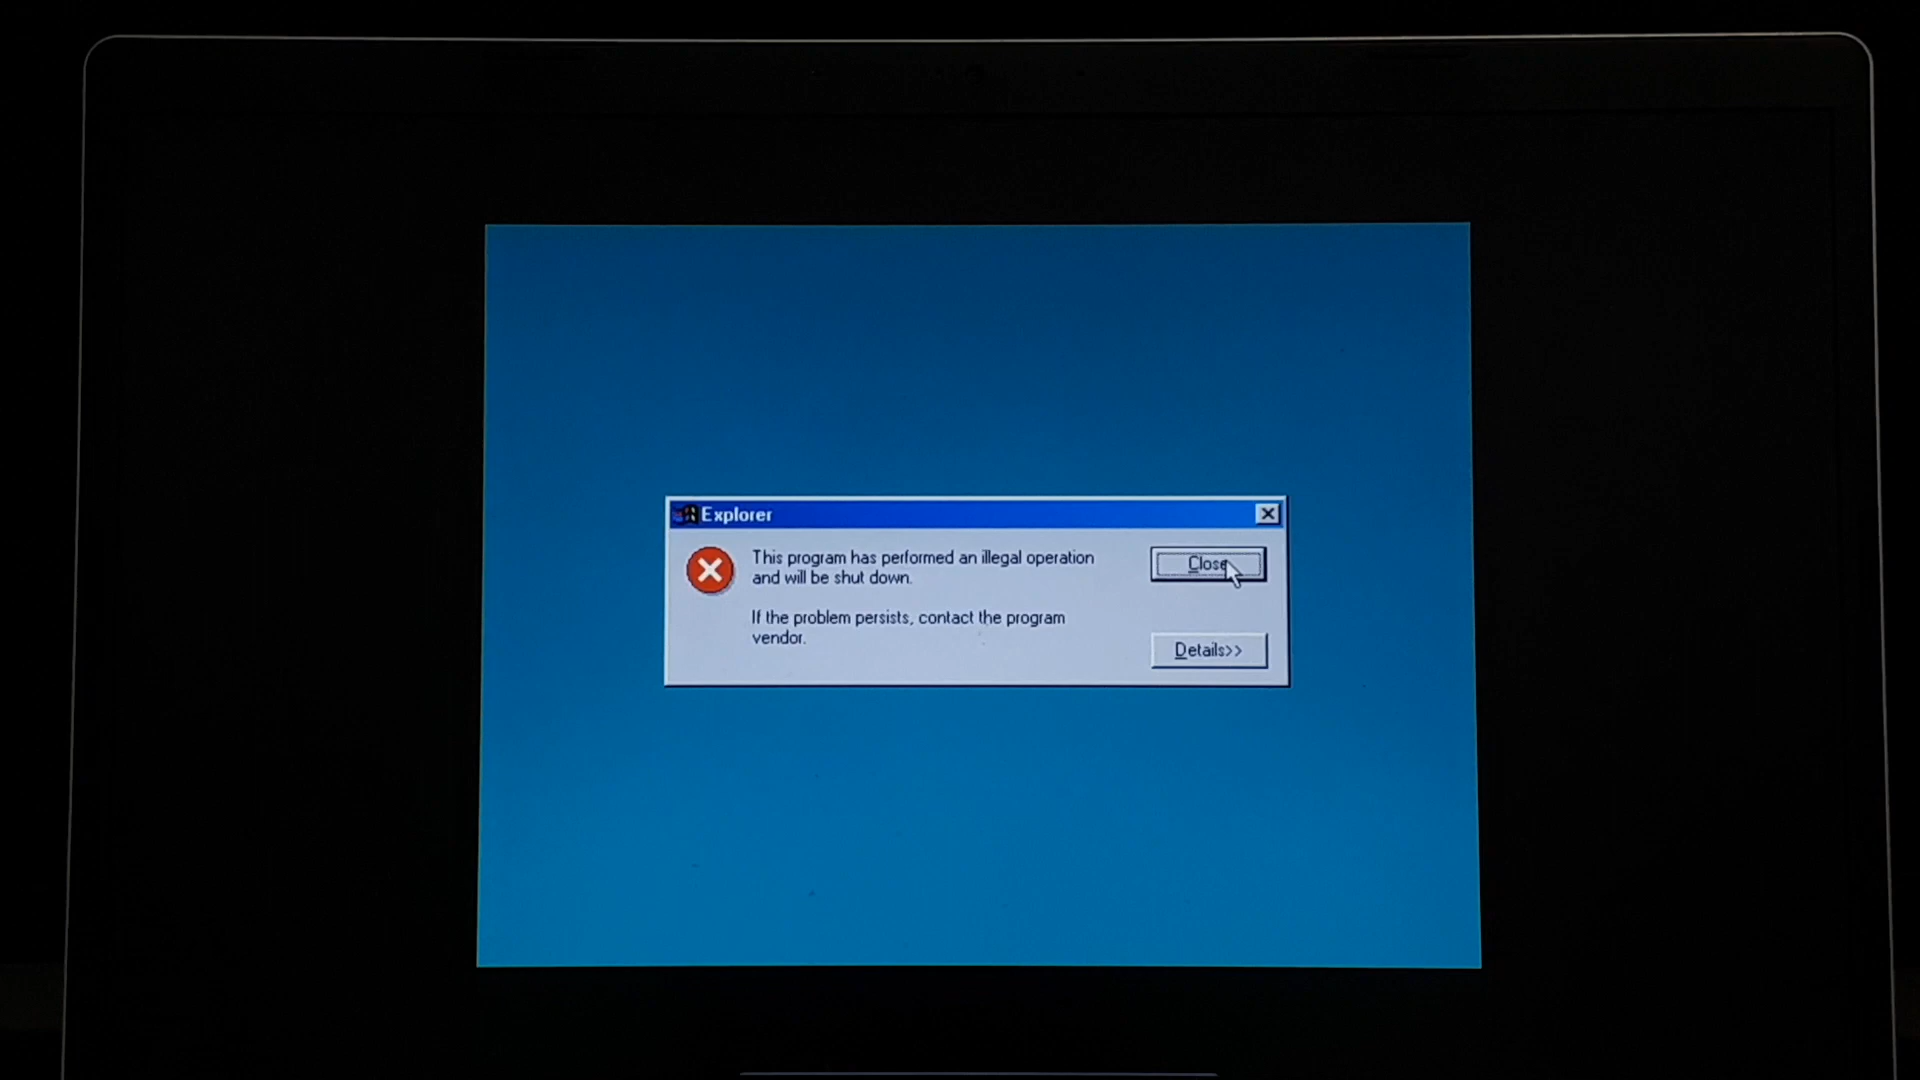 Explorer
This program has performed an illegal operation
and will be shut down.
If the problem persists, contact the program
vendor.
Close
Details>>